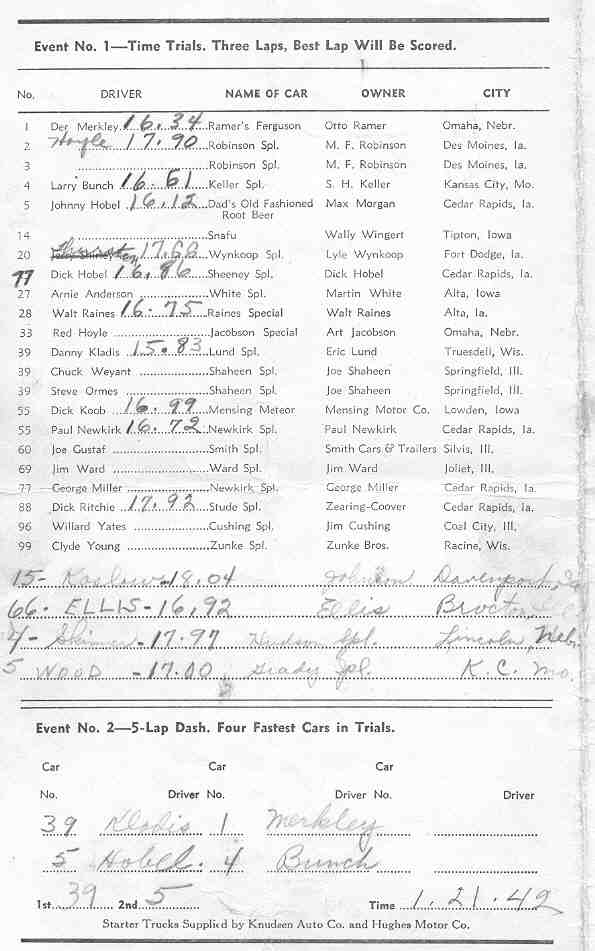 Event No. 1—Time Trials. Three Laps, Best Lap Will Be Scored.
No. DRIVER NAME OF CAR OWNER CITY
1 Der Merkley 16.34 Ramer's Ferguson Otto Ramer Omaha, Nebr.
2 Hoyle 17.90 Robinson Spl. M. F. Robinson Des Moines, Ia.
3 Robinson Spl. M. F. Robinson Des Moines, Ia.
4 Larry Bunch 16.61 Keller Spl. S. H. Keller Kansas City, Mo.
5 Johnny Hobel 16.12 Dad's Old Fashioned Max Morgan Cedar Rapids, Ia.
Root Beer
14 Snafu Wally Wingert Tipton, Iowa
20 17.66 Wynkoop Spl. Lyle Wynkoop Fort Dodge, Ia.
77 Dick Hobel 16.86 Sheeney Spl. Dick Hobel Cedar Rapids, Ia.
27 Arnie Anderson White Spl. Martin White Alta, Iowa
28 Walt Raines 16.75 Raines Special Walt Raines Alta, Ia.
33 Red Hoyle Jacobson Special Art Jacobson Omaha, Nebr.
39 Danny Kladis 15.83 Lund Spl. Eric Lund Truesdell, Wis.
39 Chuck Weyant Shaheen Spl. Joe Shaheen Springfield, Ill.
39 Steve Ormes Shaheen Spl. Joe Shaheen Springfield, Ill.
55 Dick Koob 16.99 Mensing Meteor Mensing Motor Co. Lowden, Iowa
55 Paul Newkirk 16.72 Newkirk Spl. Paul Newkirk Cedar Rapids, Ia.
60 Joe Gustaf Smith Spl. Smith Cars & Trailers Silvis, Ill.
69 Jim Ward Ward Spl. Jim Ward Joliet, Ill.
77 George Miller Newkirk Spl. George Miller Cedar Rapids, Ia.
88 Dick Ritchie 17.92 Stude Spl. Zearing-Coover Cedar Rapids, Ia.
96 Willard Yates Cushing Spl. Jim Cushing Coal City, Ill.
99 Clyde Young Zunke Spl. Zunke Bros. Racine, Wis.
15- Koslow-18.04 Johnson Davenport, Ia
66. ELLIS-16,92 Ellis Brocton
4- Skinner-17.97 Hudson Spl. Lincoln, Neb.
5 WOOD -17.00 Grady Spl. K.C. Mo.
Event No. 2—5-Lap Dash. Four Fastest Cars in Trials.
Car Car Car
No. Driver No. Driver No. Driver
39 Kladis 1 Merkley
5 Hobel. 4 Bunch
1st 39 2nd 5 Time 1.21.42
Starter Trucks Supplied by Knudsen Auto Co. and Hughes Motor Co.